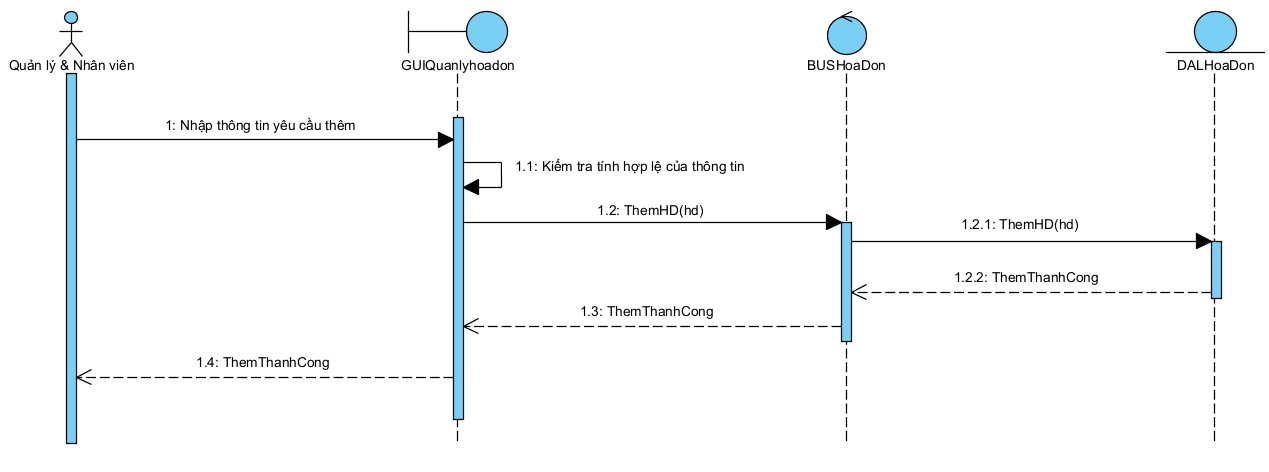 Quản lý & Nhân viên
GUIQuanlyhoadon
BUSHoaDon
DALHoaDon
1: Nhập thông tin yêu cầu thêm
1.1: Kiểm tra tính hợp lệ của thông tin
1.2: ThemHD(hd)
1.2.1: ThemHD(hd)
1.2.2: ThemThanhCong
1.3: ThemThanhCong
1.4: ThemThanhCong